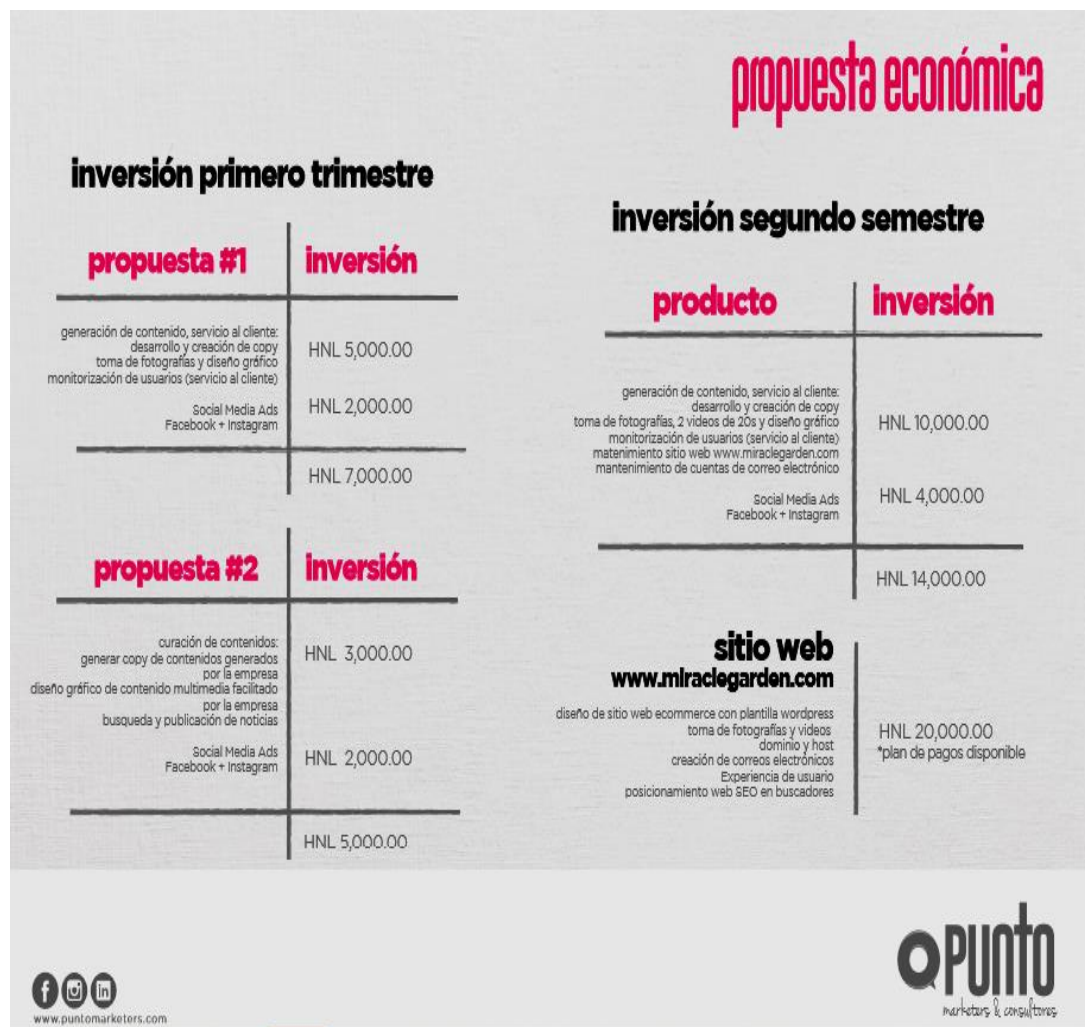 propuesta económica
inversión primero trimestre
propuesta #1
inversión
generación de contenido, servicio al cliente:
desarrollo y creación de copy
toma de fotografías y diseño gráfico
monitorización de usuarios (servicio al cliente)
HNL 5,000.00
Social Media Ads
Facebook + Instagram
HNL 2,000.00
HNL 7,000.00
propuesta #2
inversión
curación de contenidos:
generar copy de contenidos generados
por la empresa
diseño gráfico de contenido multimedia facilitado
por la empresa
busqueda y publicación de noticias
HNL 3,000.00
Social Media Ads
Facebook + Instagram
HNL 2,000.00
HNL 5,000.00
inversión segundo semestre
producto
inversión
generación de contenido, servicio al cliente:
desarrollo y creación de copy
toma de fotografías, 2 videos de 20s y diseño gráfico
monitorización de usuarios (servicio al cliente)
matenimiento sitio web www.miraclegarden.com
mantenimiento de cuentas de correo electrónico
HNL 10,000.00
Social Media Ads
Facebook + Instagram
HNL 4,000.00
HNL 14,000.00
sitio web
www.miraclegarden.com
diseño de sitio web ecommerce con plantilla wordpress
toma de fotografías y videos
dominio y host
creación de correos electrónicos
Experiencia de usuario
posicionamiento web SEO en buscadores
HNL 20,000.00
*plan de pagos disponible
f in
www.puntomarketers.com
PUNTO
marketers & consultores